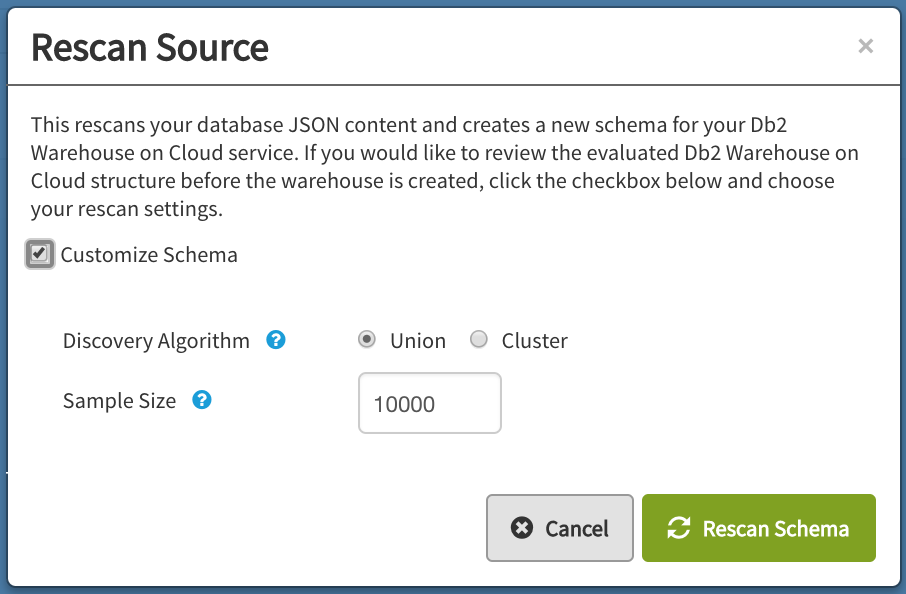 Rescan Source
×
This rescans your database JSON content and creates a new schema for your Db2
Warehouse on Cloud service. If you would like to review the evaluated Db2 Warehouse on
Cloud structure before the warehouse is created, click the checkbox below and choose
your rescan settings.
Customize Schema
Discovery Algorithm ? Union Cluster
Sample Size ? 10000
Cancel Rescan Schema